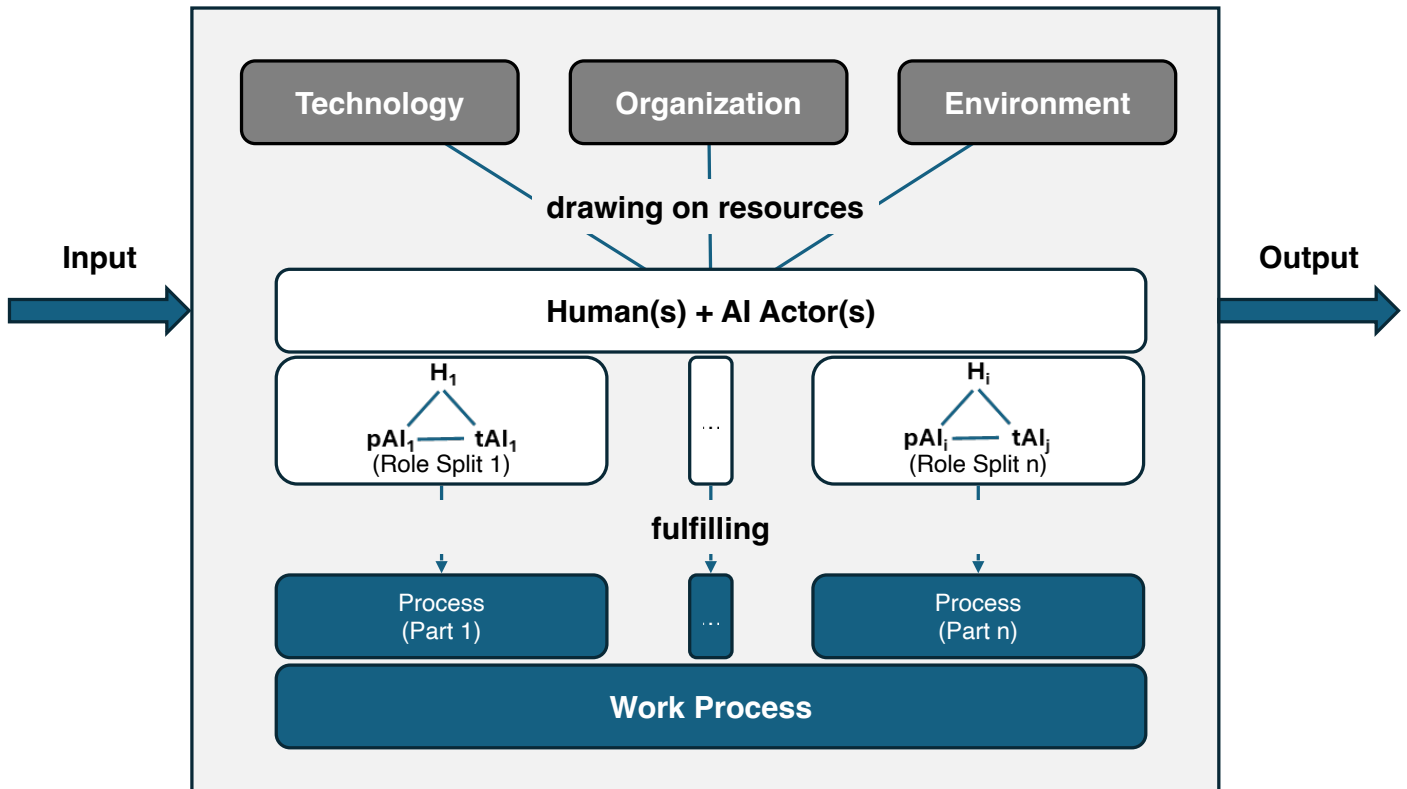 Technology
Organization
Environment
drawing on resources
Input
Output
Human(s) + AI Actor(s)
H₁
pAI₁ tAI₁
(Role Split 1)
...
Hᵢ
pAIᵢ tAIⱼ
(Role Split n)
fulfilling
Process
(Part 1)
...
Process
(Part n)
Work Process